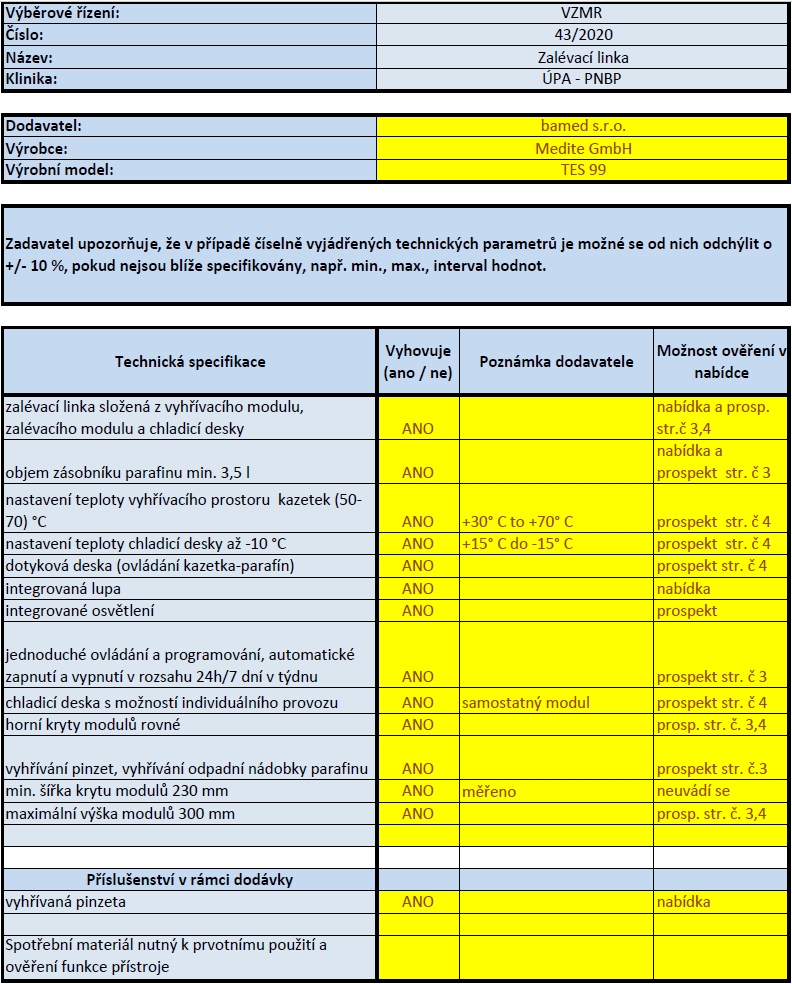 Výběrové řízení: VZMR
Číslo: 43/2020
Název: Zalévací linka
Klinika: ÚPA - PNBP
Dodavatel: bamed s.r.o.
Výrobce: Medite GmbH
Výrobní model: TES 99
Zadavatel upozorňuje, že v případě číselně vyjádřených technických parametrů je možné se od nich odchýlit o
+/- 10 %, pokud nejsou blíže specifikovány, např. min., max., interval hodnot.
Technická specifikace
Vyhovuje
(ano / ne)
Poznámka dodavatele
Možnost ověření v
nabídce
zalévací linka složená z vyhřívacího modulu,
zalévacího modulu a chladicí desky
ANO
nabídka a prosp.
str.č 3,4
objem zásobníku parafinu min. 3,5 l
ANO
nabídka a
prospekt str. č 3
nastavení teploty vyhřívacího prostoru kazetek (50-
70) °C
ANO
+30° C to +70° C
prospekt str. č 4
nastavení teploty chladicí desky až -10 °C ANO +15° C do -15° C prospekt str. č 4
dotyková deska (ovládání kazetka-parafín) ANO prospekt str. č 4
integrovaná lupa ANO nabídka
integrované osvětlení ANO prospekt
jednoduché ovládání a programování, automatické
zapnutí a vypnutí v rozsahu 24h/7 dní v týdnu ANO prospekt str. č 3
chladicí deska s možností individuálního provozu ANO samostatný modul prospekt str. č 4
horní kryty modulů rovné ANO prosp. str. č. 3,4
vyhřívání pinzet, vyhřívání odpadní nádobky parafinu ANO prospekt str. č.3
min. šířka krytu modulů 230 mm ANO měřeno neuvádí se
maximální výška modulů 300 mm ANO prosp. str. č. 3,4
Příslušenství v rámci dodávky
vyhřívaná pinzeta ANO nabídka
Spotřební materiál nutný k prvotnímu použití a
ověření funkce přístroje